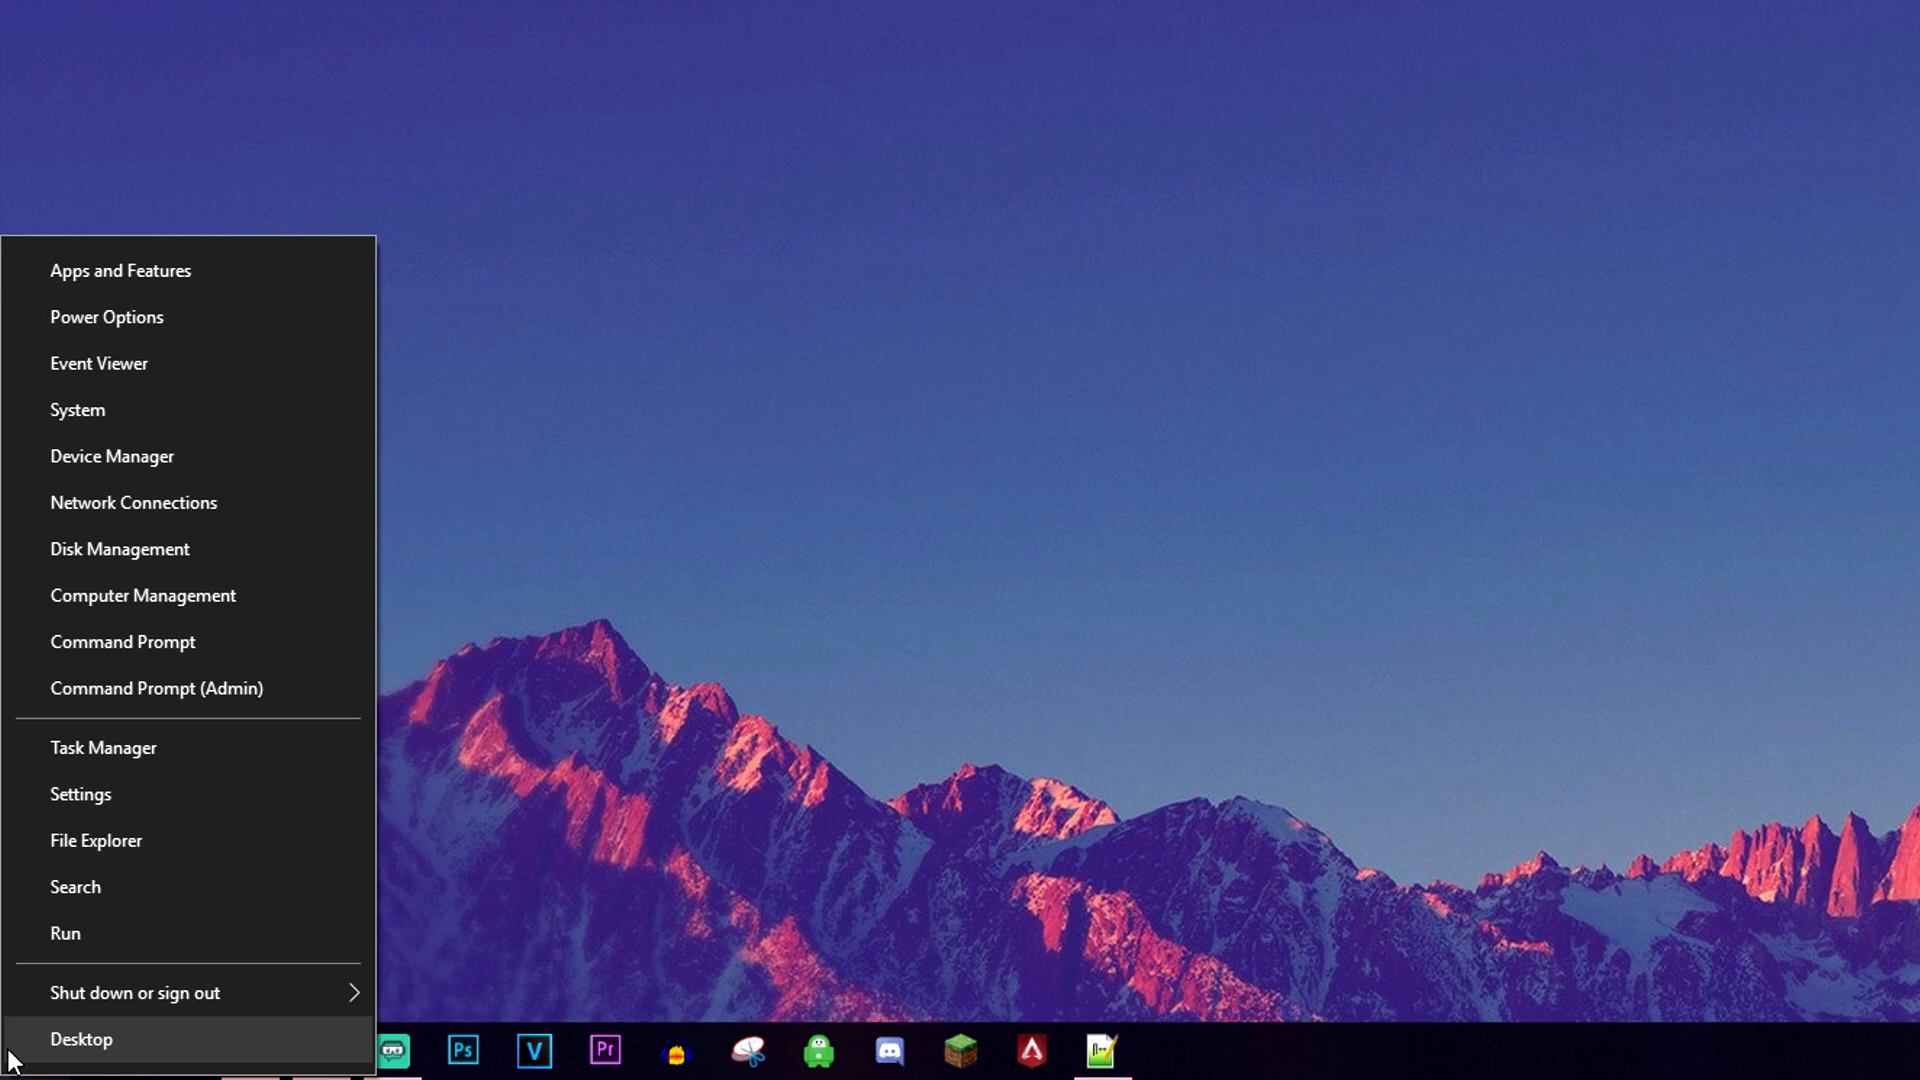 Apps and Features
Power Options
Event Viewer
System
Device Manager
Network Connections
Disk Management
Computer Management
Command Prompt
Command Prompt (Admin)
Task Manager
Settings
File Explorer
Search
Run
Shut down or sign out
Desktop
Ps
V
Pr